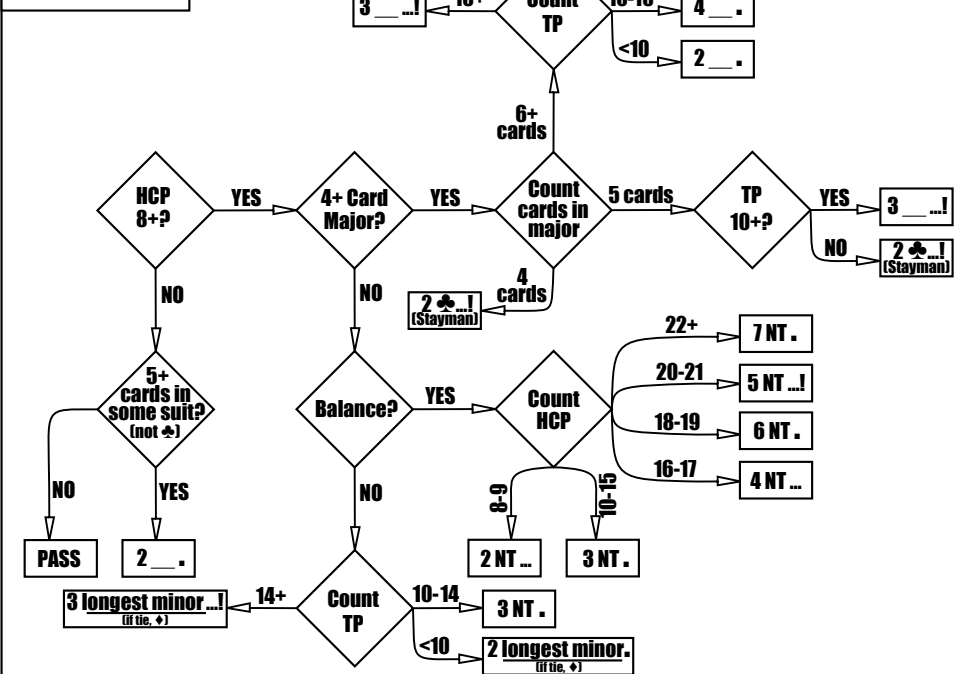 3 __ ...!
Count
TP
4 __ .
<10
2 __ .
6+
cards
HCP
8+?
YES
4+ Card
Major?
YES
Count
cards in
major
5 cards
TP
10+?
YES
3 __ ...!
NO
2 ♣...!
(Stayman)
NO
NO
4
cards
2 ♣...!
(Stayman)
5+
cards in
some suit?
(not ♣)
Balance?
YES
Count
HCP
22+
7 NT .
20-21
5 NT ...!
18-19
6 NT .
16-17
4 NT ...
NO
YES
NO
8-9
10-15
PASS
2 __ .
2 NT ...
3 NT .
3 longest minor...!
(if tie, ♦)
14+
Count
TP
10-14
3 NT .
<10
2 longest minor.
(if tie, ♦)